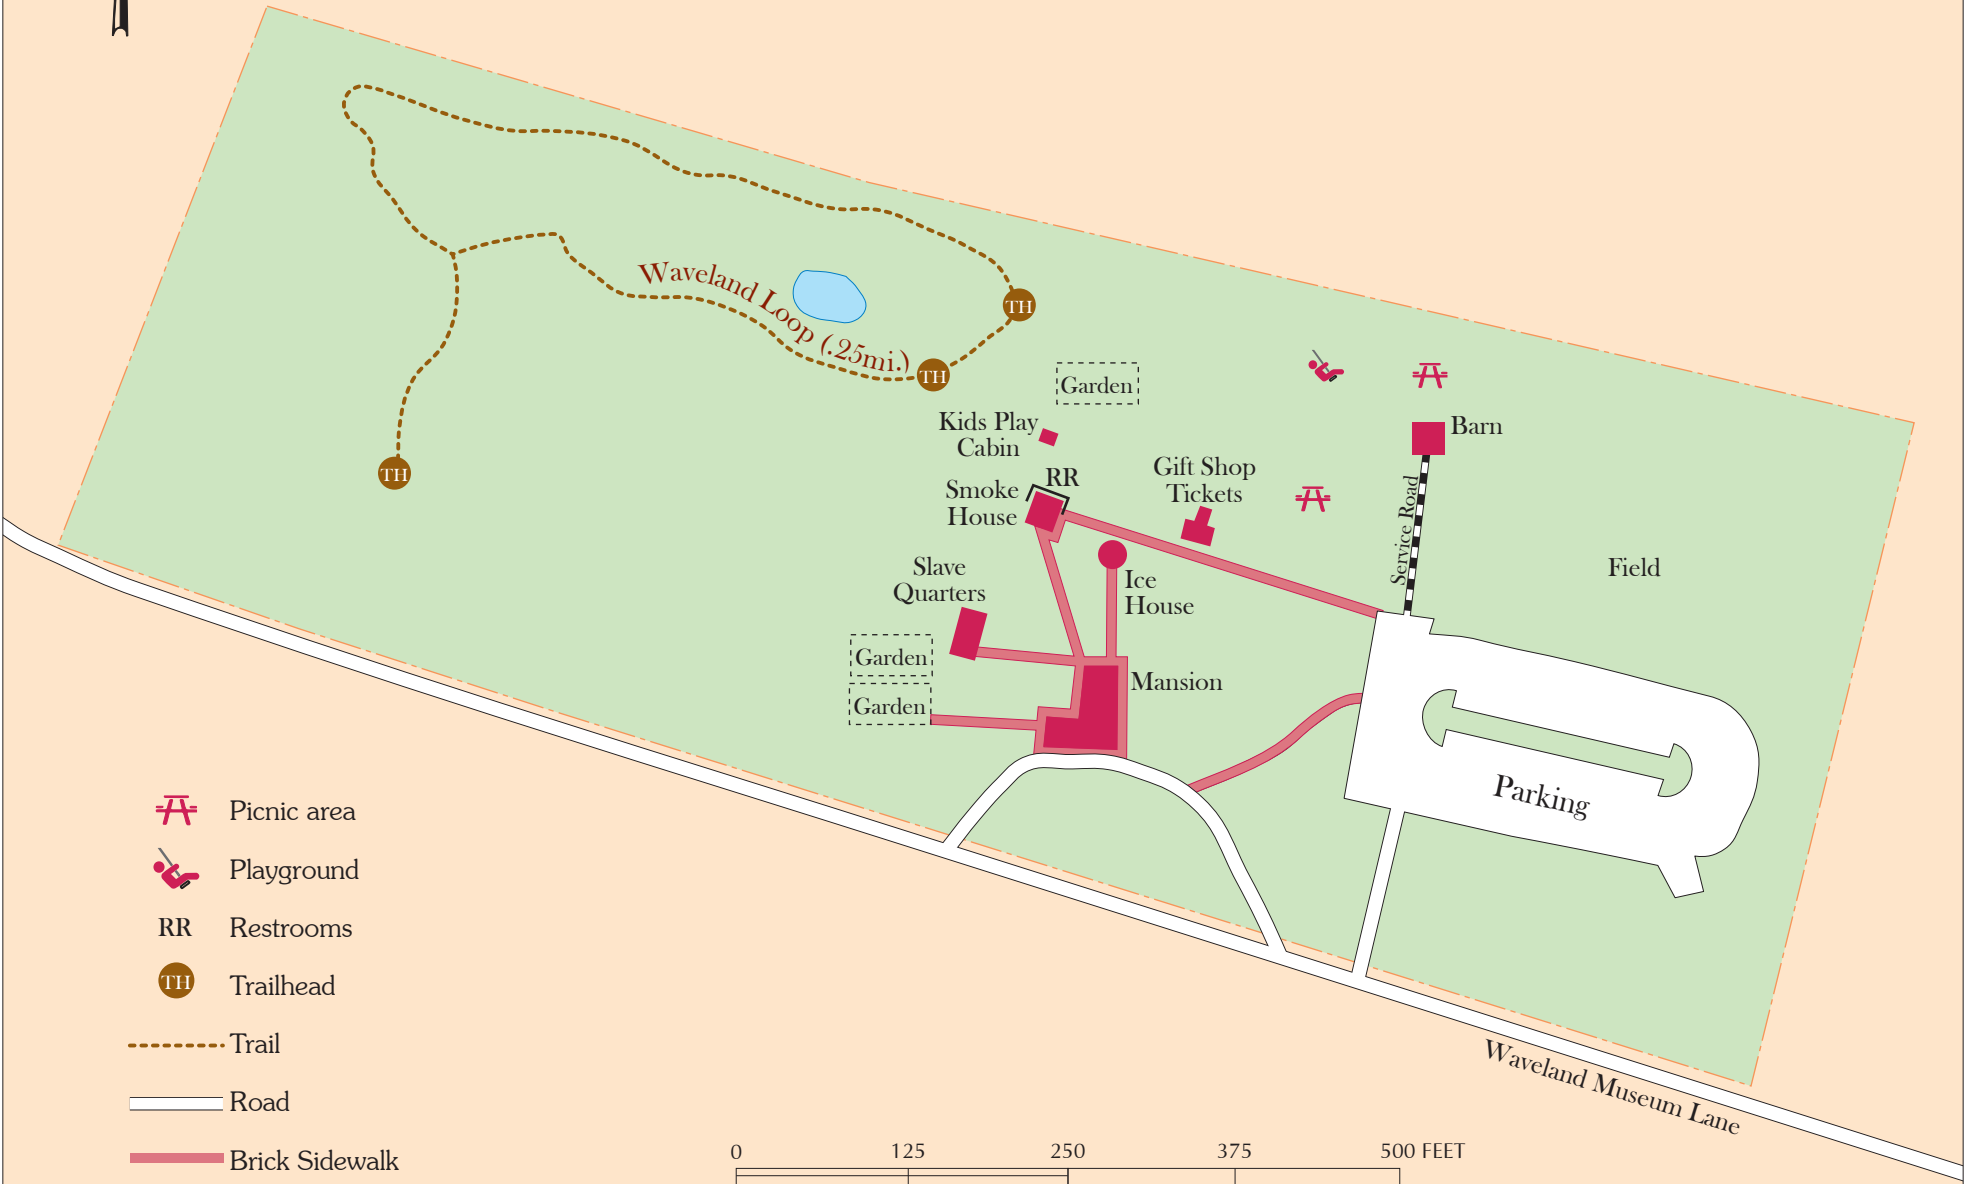 Waveland Loop (.25mi.)
TH
TH
TH
Garden
Kids Play
Cabin
Barn
RR
Smoke
House
Gift Shop
Tickets
Service Road
Field
Ice
House
Slave
Quarters
Garden
Garden
Mansion
Parking
Picnic area
Playground
RR Restrooms
TH Trailhead
Trail
Road
Brick Sidewalk
Waveland Museum Lane
0 125 250 375 500 FEET